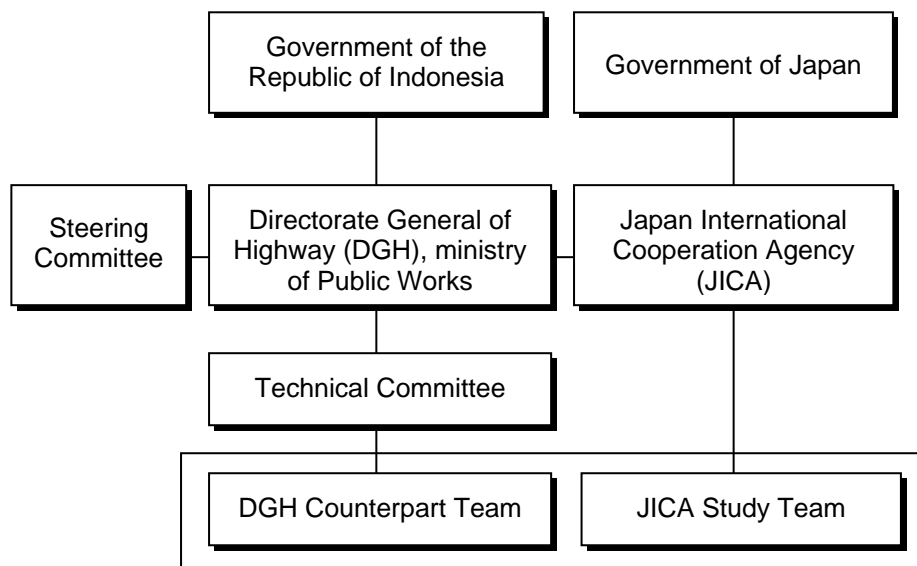 Government of the
Republic of Indonesia
Government of Japan
Steering
Committee
Directorate General of
Highway (DGH), ministry
of Public Works
Japan International
Cooperation Agency
(JICA)
Technical Committee
DGH Counterpart Team
JICA Study Team